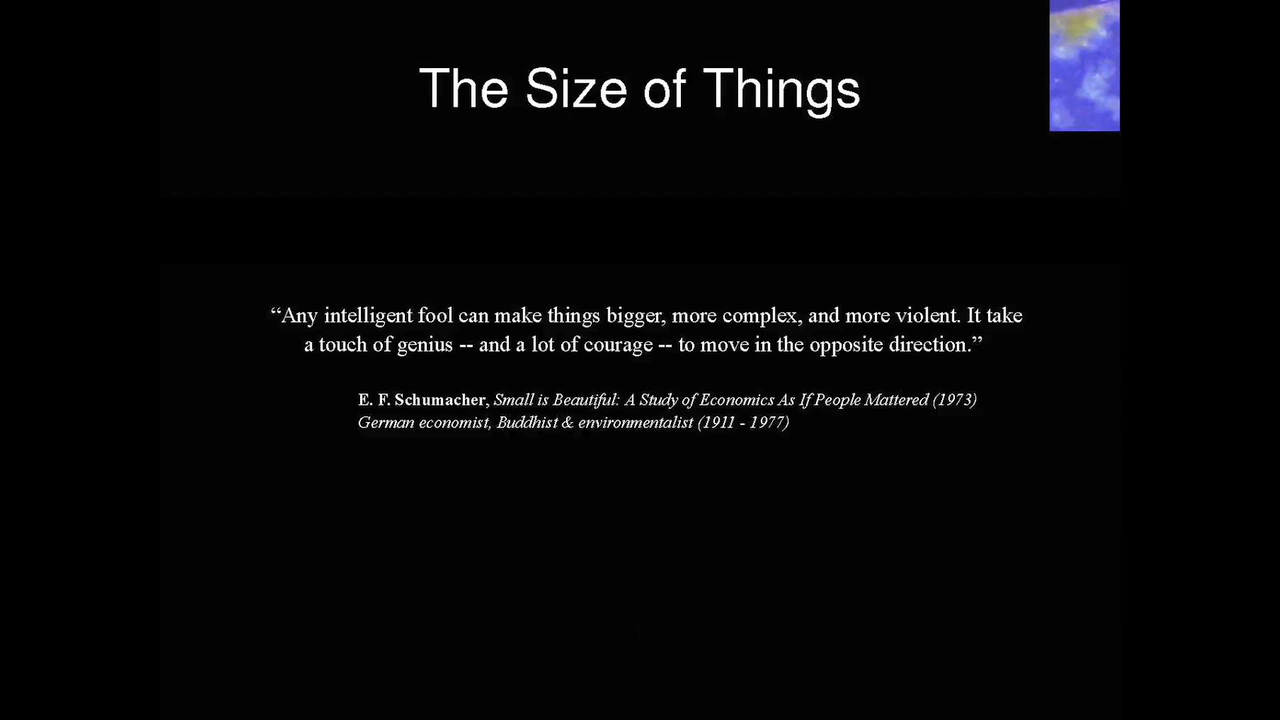 The Size of Things
“Any intelligent fool can make things bigger, more complex, and more violent. It take
a touch of genius -- and a lot of courage -- to move in the opposite direction.”
E. F. Schumacher, Small is Beautiful: A Study of Economics As If People Mattered (1973)
German economist, Buddhist & environmentalist (1911 - 1977)